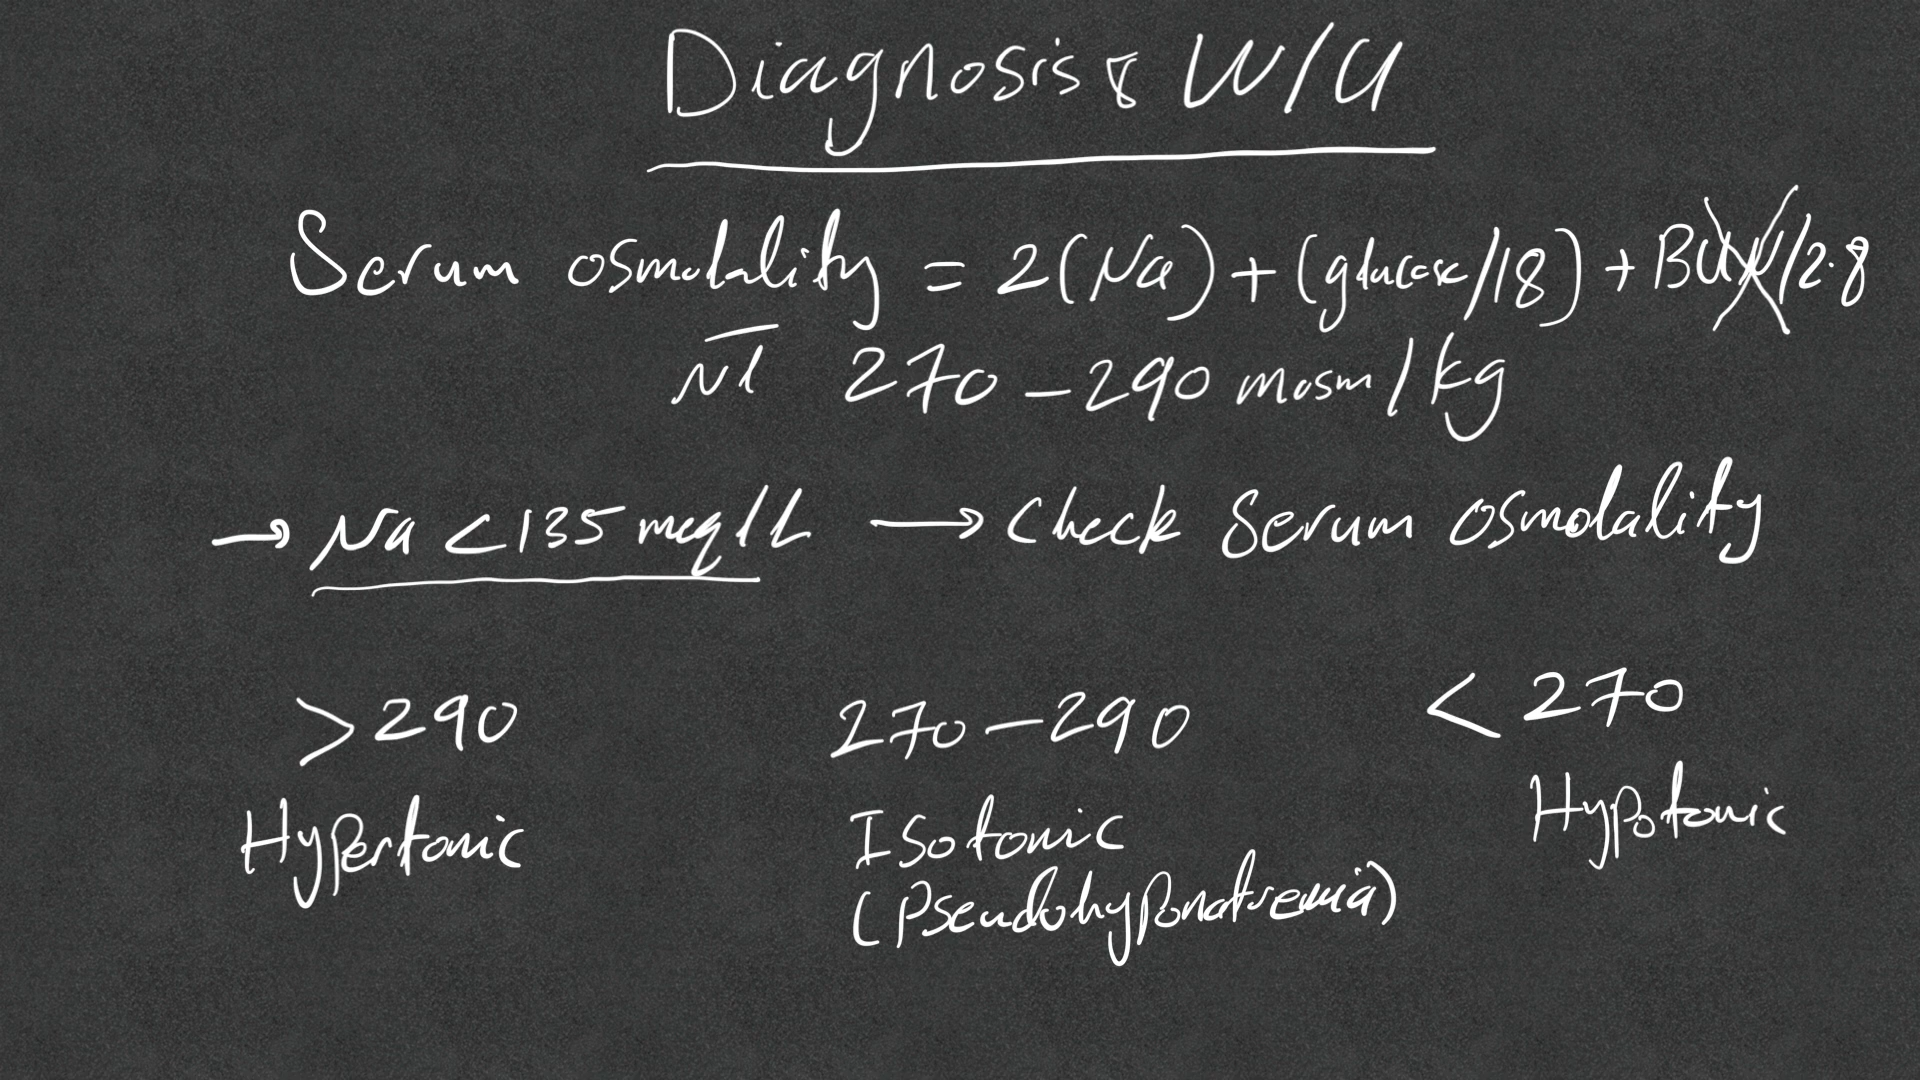 Diagnosis & W/U
Serum osmolality = 2(Na) + (glucose/18) + BUN/2.8
Nl 270-290 mosm/kg
→ Na <135 meq/L → Check Serum osmolality
>290 270-290 <270
Hypertonic Isotonic Hypotonic
(Pseudohyponatremia)